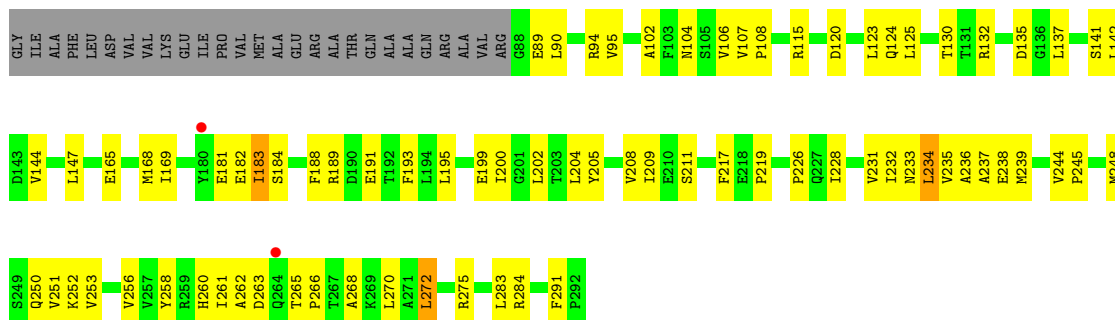 GLY ILE ALA PHE LEU ASP VAL VAL LYS GLU ILE PRO VAL MET ALA GLU ARG ALA THR GLN ALA ALA GLN ARG ALA VAL ARG G88 E89 L90 R94 V95 A102 F103 N104 S105 V106 V107 P108 R115 D120 L123 Q124 L125 T130 T131 R132 D135 G136 L137 S141 L142
D143 V144 L147 E165 M168 I169 Y180 E181 E182 I183 S184 F188 R189 D190 E191 T192 F193 L194 L195 E199 I200 G201 L202 T203 L204 Y205 V208 I209 E210 S211 F217 E218 P219 P226 Q227 I228 V231 I232 N233 L234 V235 A236 A237 E238 M239 V244 P245 M248
S249 Q250 V251 K252 V253 V256 V257 Y258 R259 H260 I261 A262 D263 Q264 T265 P266 T267 A268 K269 L270 A271 L272 R275 L283 R284 F291 P292